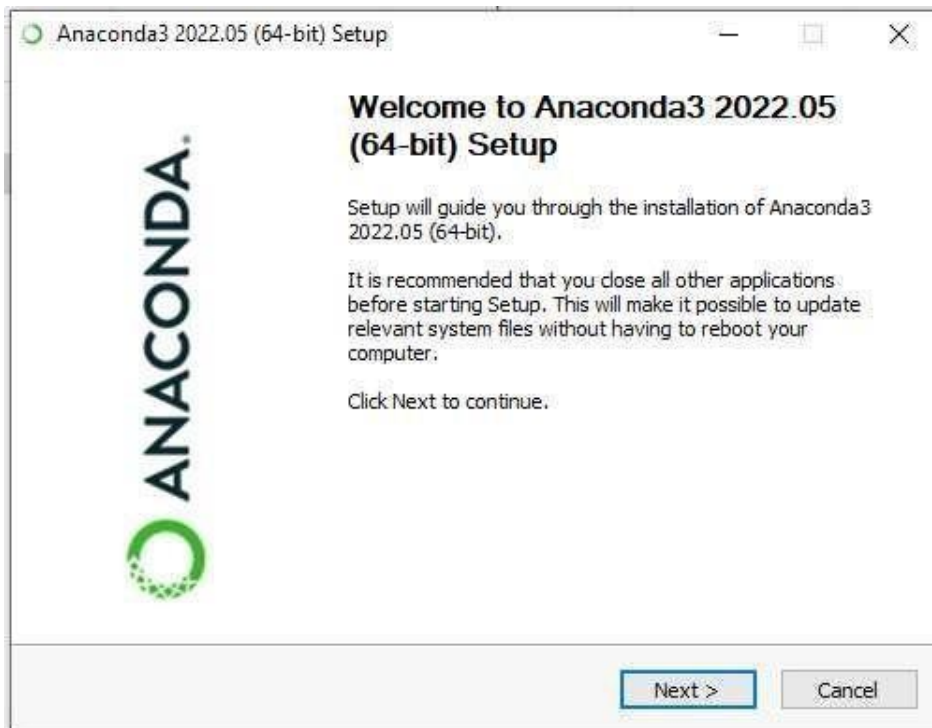 Anaconda3 2022.05 (64-bit) Setup
Welcome to Anaconda3 2022.05
(64-bit) Setup
Setup will guide you through the installation of Anaconda3
2022.05 (64-bit).
It is recommended that you close all other applications
before starting Setup. This will make it possible to update
relevant system files without having to reboot your
computer.
Click Next to continue.
ANACONDA.
Next >
Cancel